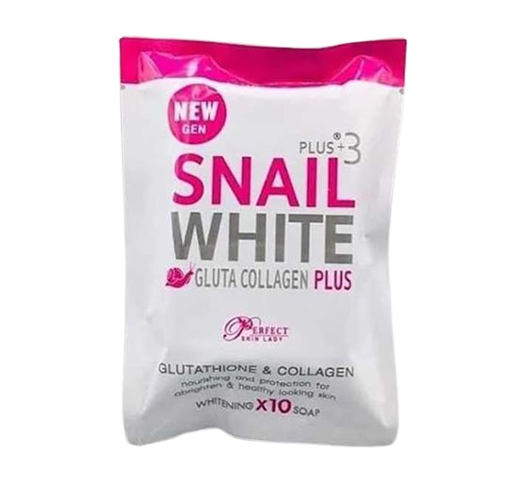 NEW
GEN
PLUS®+3
SNAIL
WHITE
GLUTA COLLAGEN PLUS
PERFECT
SKIN LADY
GLUTATHIONE & COLLAGEN
nourishing and protection for
abrighten & healthy looking skin
WHITENING X10 SOAP